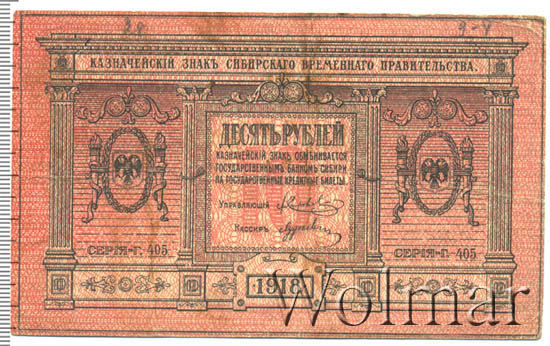 КАЗНАЧЕЙСКІЙ ЗНАКЪ СИБИРСКАГО ВРЕМЕННАГО ПРАВИТЕЛЬСТВА.
ДЕСЯТЬ РУБЛЕЙ
КАЗНАЧЕЙСКІЙ ЗНАКЪ ОБМѢНИВАЕТСЯ
ГОСУДАРСТВЕННЫМЪ БАНКОМЪ СИБИРИ
НА ГОСУДАРСТВЕННЫЕ КРЕДИТНЫЕ БИЛЕТЫ.
УПРАВЛЯЮЩІЙ
КАССИРЪ
СЕРІЯ-Г. 405
СЕРІЯ-Г. 405
1918
Wolmar